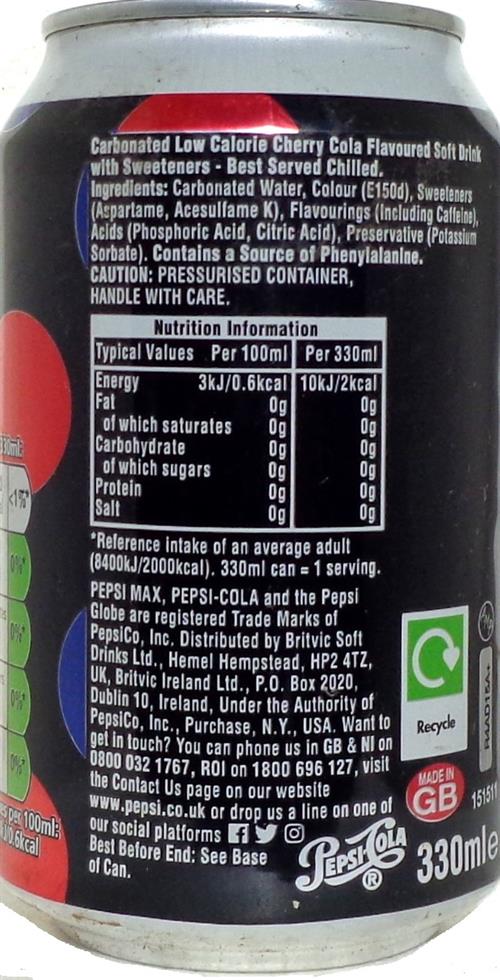 Carbonated Low Calorie Cherry Cola Flavoured Soft Drink
with Sweeteners - Best Served Chilled.
Ingredients: Carbonated Water, Colour (E150d), Sweeteners
(Aspartame, Acesulfame K), Flavourings (Including Caffeine),
Acids (Phosphoric Acid, Citric Acid), Preservative (Potassium
Sorbate). Contains a Source of Phenylalanine.
CAUTION: PRESSURISED CONTAINER,
HANDLE WITH CARE.
Nutrition Information
Typical Values Per 100ml Per 330ml
Energy 3kJ/0.6kcal 10kJ/2kcal
Fat 0g 0g
of which saturates 0g 0g
Carbohydrate 0g 0g
of which sugars 0g 0g
Protein 0g 0g
Salt 0g 0g
*Reference intake of an average adult
(8400kJ/2000kcal). 330ml can = 1 serving.
PEPSI MAX, PEPSI-COLA and the Pepsi
Globe are registered Trade Marks of
PepsiCo, Inc. Distributed by Britvic Soft
Drinks Ltd., Hemel Hempstead, HP2 4TZ,
UK, Britvic Ireland Ltd., P.O. Box 2020,
Dublin 10, Ireland, Under the Authority of
PepsiCo, Inc., Purchase, N.Y., USA. Want to
get in touch? You can phone us in GB & NI on
0800 032 1767, ROI on 1800 696 127, visit
the Contact Us page on our website
www.pepsi.co.uk or drop us a line on one of
our social platforms
Best Before End: See Base
of Can.
330ml:
<1%*
0%*
0%*
0%*
0%*
per 100ml:
0.6kcal
Recycle
R4AD15A+
MADE IN
GB
151511
PEPSI-COLA
®
330ml e